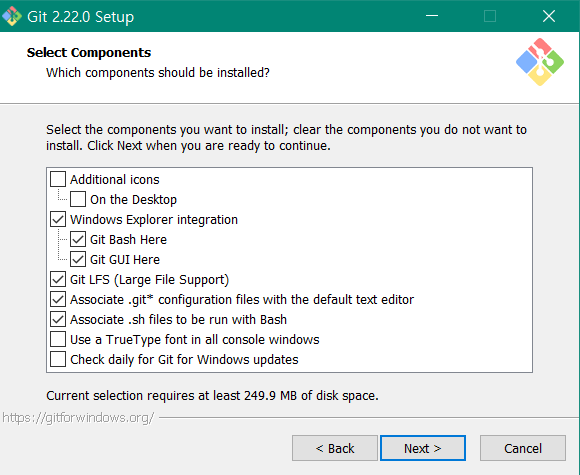 Git 2.22.0 Setup
Select Components
Which components should be installed?
Select the components you want to install; clear the components you do not want to
install. Click Next when you are ready to continue.
Additional icons
On the Desktop
Windows Explorer integration
Git Bash Here
Git GUI Here
Git LFS (Large File Support)
Associate .git* configuration files with the default text editor
Associate .sh files to be run with Bash
Use a TrueType font in all console windows
Check daily for Git for Windows updates
Current selection requires at least 249.9 MB of disk space.
https://gitforwindows.org/
< Back
Next >
Cancel